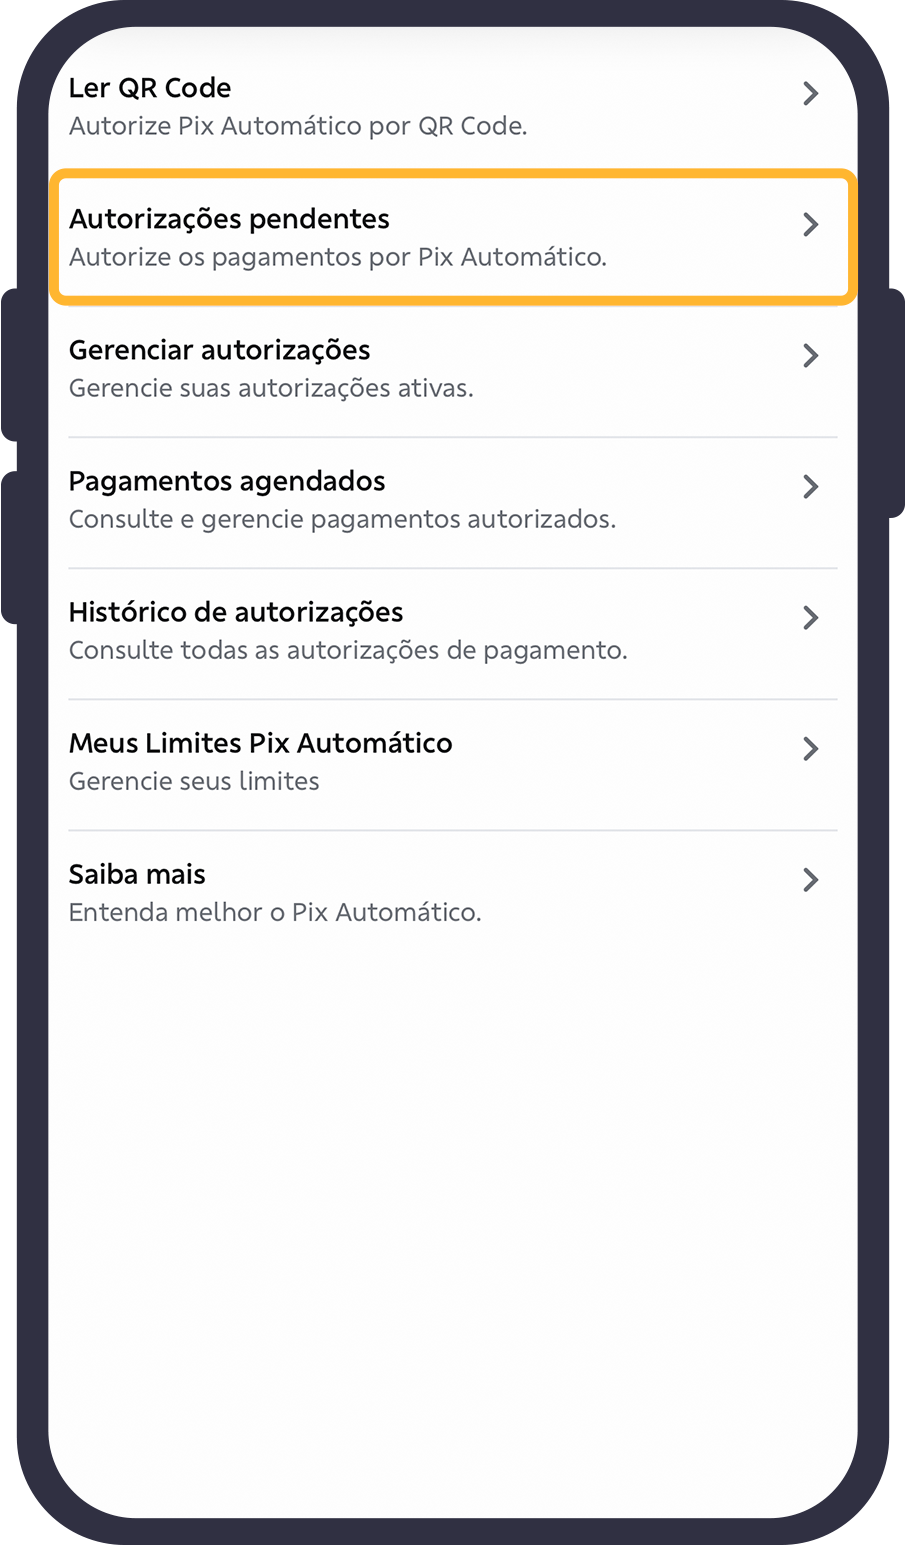 Ler QR Code
Autorize Pix Automático por QR Code.
Autorizações pendentes
Autorize os pagamentos por Pix Automático.
Gerenciar autorizações
Gerencie suas autorizações ativas.
Pagamentos agendados
Consulte e gerencie pagamentos autorizados.
Histórico de autorizações
Consulte todas as autorizações de pagamento.
Meus Limites Pix Automático
Gerencie seus limites
Saiba mais
Entenda melhor o Pix Automático.